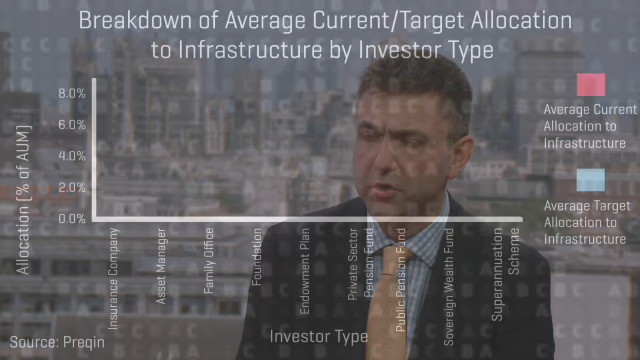 Breakdown of Average Current/Target Allocation
to Infrastructure by Investor Type
8.0%
6.0%
4.0%
2.0%
0.0%
Allocation [% of AUM]
Average Current
Allocation to
Infrastructure
Average Target
Allocation to
Infrastructure
Insurance Company
Asset Manager
Family Office
Foundation
Endowment Plan
Private Sector
Pension Fund
Public Pension Fund
Sovereign Wealth Fund
Superannuation
Scheme
Investor Type
Source: Preqin